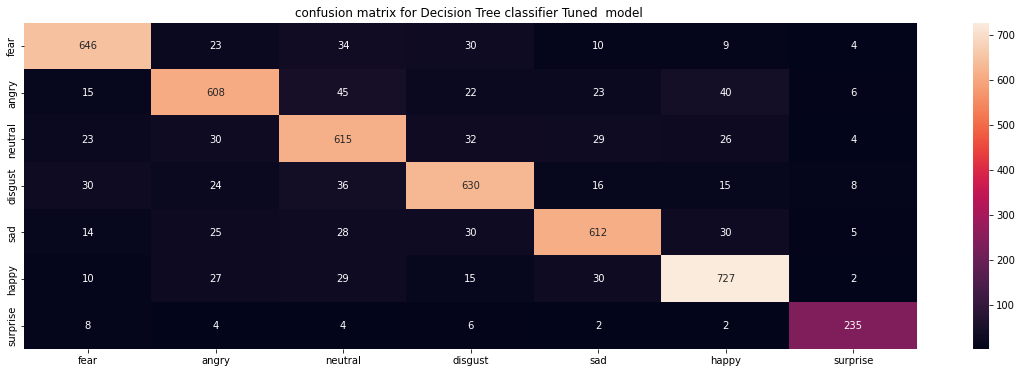 confusion matrix for Decision Tree classifier Tuned  model
fear 646 23 34 30 10 9 4
angry 15 608 45 22 23 40 6
neutral 23 30 615 32 29 26 4
disgust 30 24 36 630 16 15 8
sad 14 25 28 30 612 30 5
happy 10 27 29 15 30 727 2
surprise 8 4 4 6 2 2 235
fear angry neutral disgust sad happy surprise
700
600
500
400
300
200
100